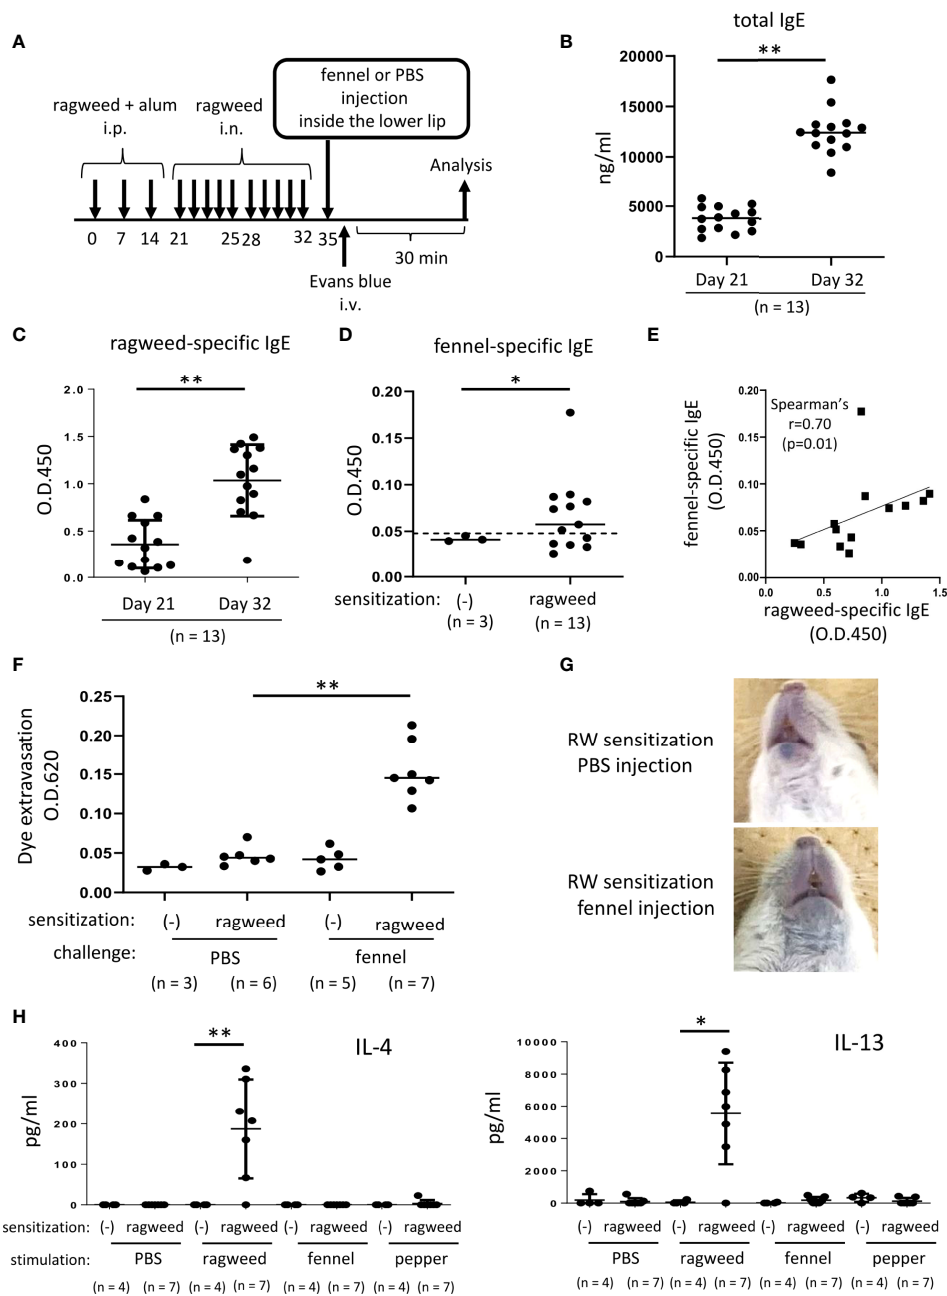 A
ragweed + alum
i.p.
ragweed
i.n.
fennel or PBS
injection
inside the lower lip
Analysis
0 7 14 21 25 28 32 35
30 min
Evans blue
i.v.
B
total IgE
**
20000
15000
10000
5000
0
ng/ml
Day 21 Day 32
(n = 13)
C
ragweed-specific IgE
**
2.0
1.5
1.0
0.5
0.0
O.D.450
Day 21 Day 32
(n = 13)
D
fennel-specific IgE
*
0.20
0.15
0.10
0.05
0.00
O.D.450
sensitization: (-) ragweed
(n = 3) (n = 13)
E
fennel-specific IgE
(O.D.450)
0.20
0.15
0.10
0.05
0.00
Spearman's
r=0.70
(p=0.01)
0.0 0.5 1.0 1.5
ragweed-specific IgE
(O.D.450)
F
**
Dye extravasation
O.D.620
0.25
0.20
0.15
0.10
0.05
0.00
sensitization: (-) ragweed (-) ragweed
challenge: PBS fennel
(n = 3) (n = 6) (n = 5) (n = 7)
G
RW sensitization
PBS injection
RW sensitization
fennel injection
H
IL-4
**
400
300
200
100
0
pg/ml
sensitization: (-) ragweed (-) ragweed (-) ragweed (-) ragweed
stimulation: PBS ragweed fennel pepper
(n = 4) (n = 7) (n = 4) (n = 7) (n = 4) (n = 7) (n = 4) (n = 7)
IL-13
*
10000
8000
6000
4000
2000
0
pg/ml
(-) ragweed (-) ragweed (-) ragweed (-) ragweed
PBS ragweed fennel pepper
(n = 4) (n = 7) (n = 4) (n = 7) (n = 4) (n = 7) (n = 4) (n = 7)